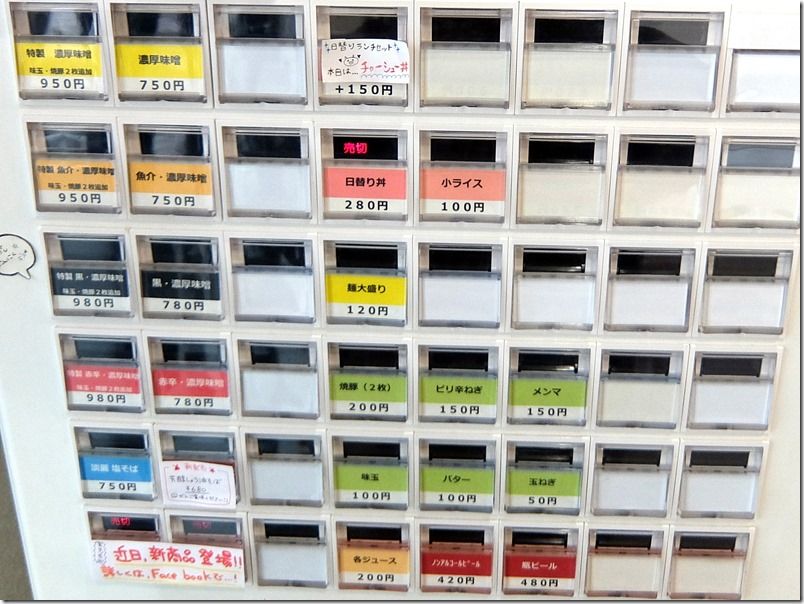 特製 濃厚味噌
味玉・焼豚2枚追加
950円
濃厚味噌
750円
日替りランチセット
本日は… チャーシュー丼
+150円
特製 魚介・濃厚味噌
味玉・焼豚2枚追加
950円
魚介・濃厚味噌
750円
売切
日替り丼
280円
小ライス
100円
特製 黒・濃厚味噌
味玉・焼豚2枚追加
980円
黒・濃厚味噌
780円
麺大盛り
120円
特製 赤辛・濃厚味噌
味玉・焼豚2枚追加
980円
赤辛・濃厚味噌
780円
焼豚(2枚)
200円
ピリ辛ねぎ
150円
メンマ
150円
淡麗 塩そば
750円
¥680
味玉
100円
バター
100円
玉ねぎ
50円
売切
売切
近日,新商品登場!!
詳しくは,Face bookで…!
各ジュース
200円
ノンアルコールビール
420円
瓶ビール
480円